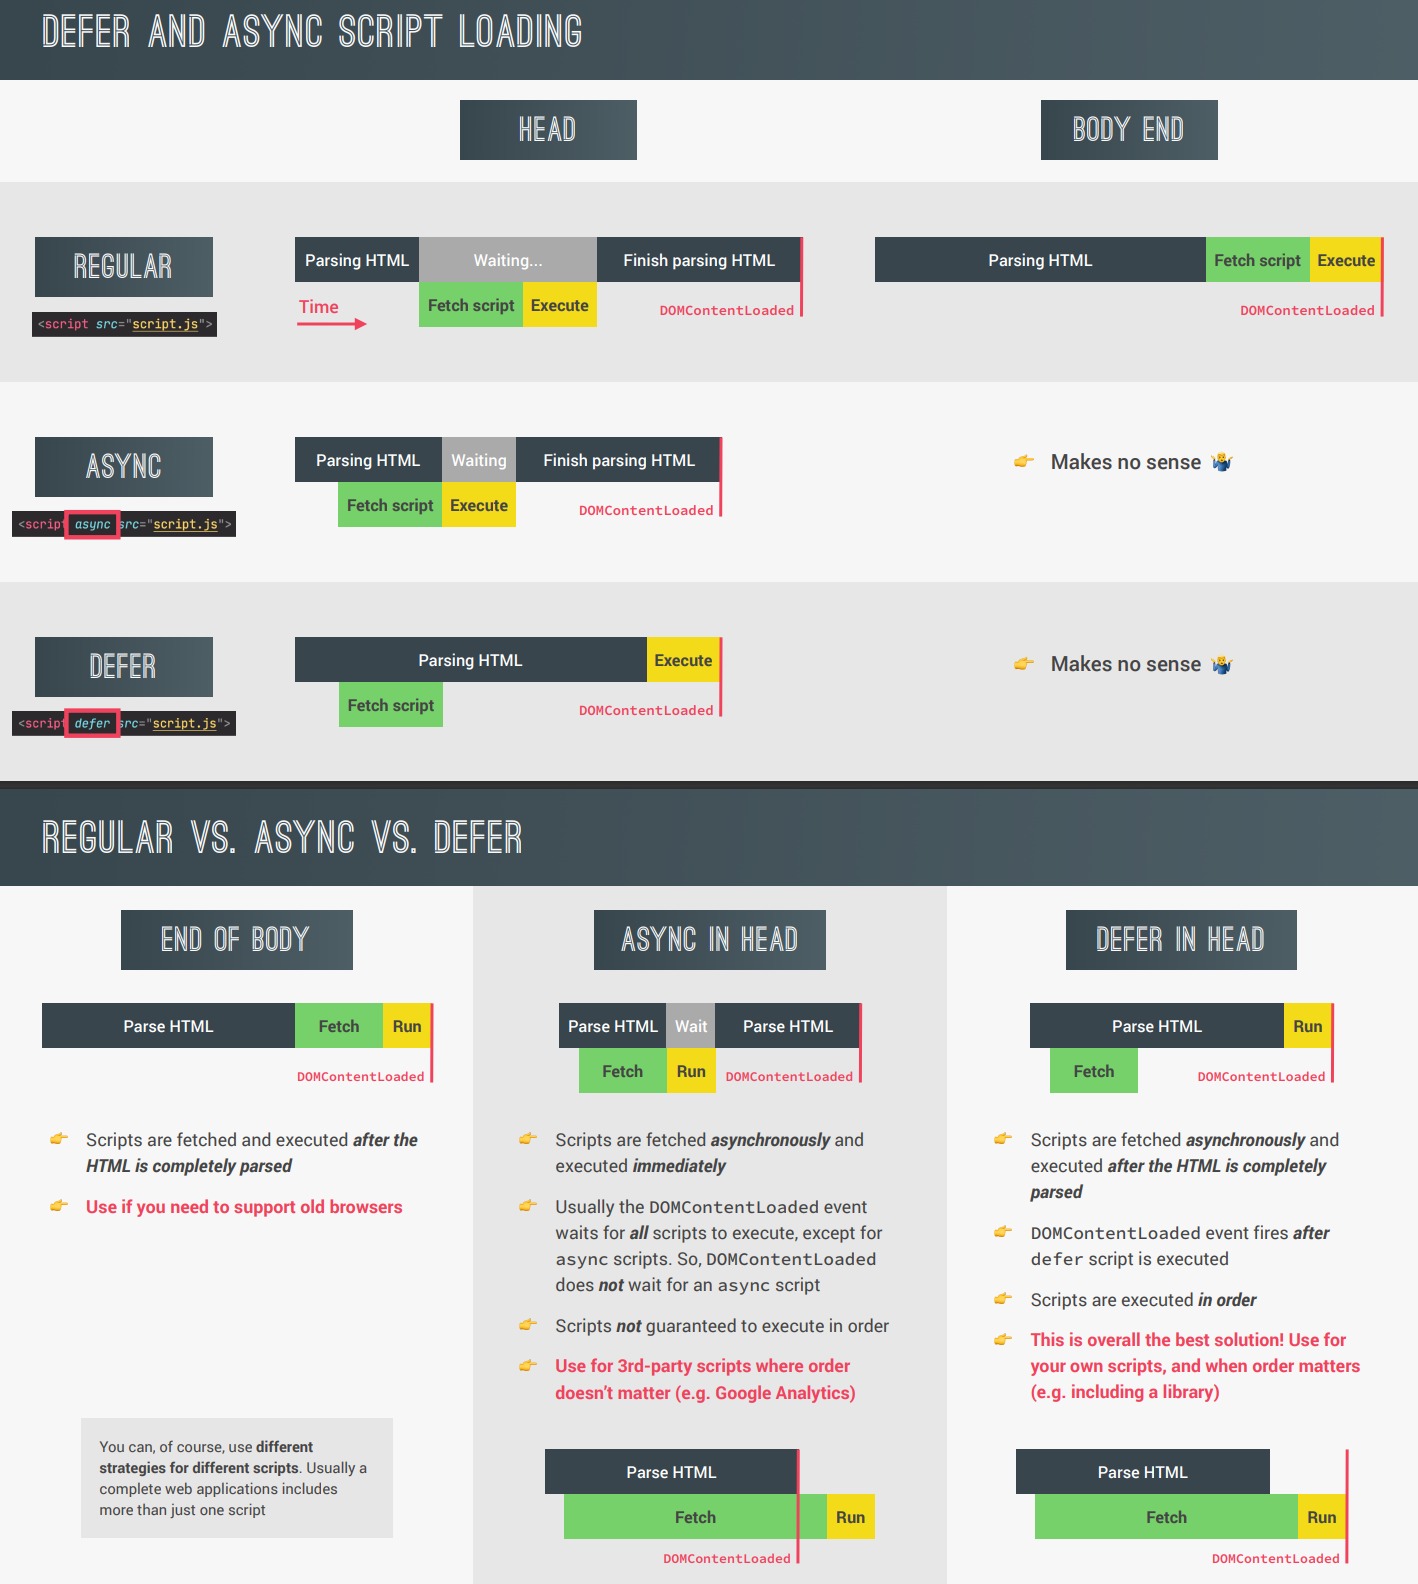 DEFER AND ASYNC SCRIPT LOADING
HEAD
BODY END
REGULAR
<script src="script.js">
Parsing HTML
Waiting...
Finish parsing HTML
Fetch script
Execute
Time
DOMContentLoaded
Parsing HTML
Fetch script
Execute
DOMContentLoaded
ASYNC
<script async src="script.js">
Parsing HTML
Waiting
Finish parsing HTML
Fetch script
Execute
DOMContentLoaded
👉 Makes no sense 🤷‍♂️
DEFER
<script defer src="script.js">
Parsing HTML
Execute
Fetch script
DOMContentLoaded
👉 Makes no sense 🤷‍♂️
REGULAR VS. ASYNC VS. DEFER
END OF BODY
Parse HTML
Fetch
Run
DOMContentLoaded
👉 Scripts are fetched and executed after the
HTML is completely parsed
👉 Use if you need to support old browsers
You can, of course, use different
strategies for different scripts. Usually a
complete web applications includes
more than just one script
ASYNC IN HEAD
Parse HTML
Wait
Parse HTML
Fetch
Run
DOMContentLoaded
👉 Scripts are fetched asynchronously and
executed immediately
👉 Usually the DOMContentLoaded event
waits for all scripts to execute, except for
async scripts. So, DOMContentLoaded
does not wait for an async script
👉 Scripts not guaranteed to execute in order
👉 Use for 3rd-party scripts where order
doesn't matter (e.g. Google Analytics)
Parse HTML
Fetch
Run
DOMContentLoaded
DEFER IN HEAD
Parse HTML
Run
Fetch
DOMContentLoaded
👉 Scripts are fetched asynchronously and
executed after the HTML is completely
parsed
👉 DOMContentLoaded event fires after
defer script is executed
👉 Scripts are executed in order
👉 This is overall the best solution! Use for
your own scripts, and when order matters
(e.g. including a library)
Parse HTML
Fetch
Run
DOMContentLoaded